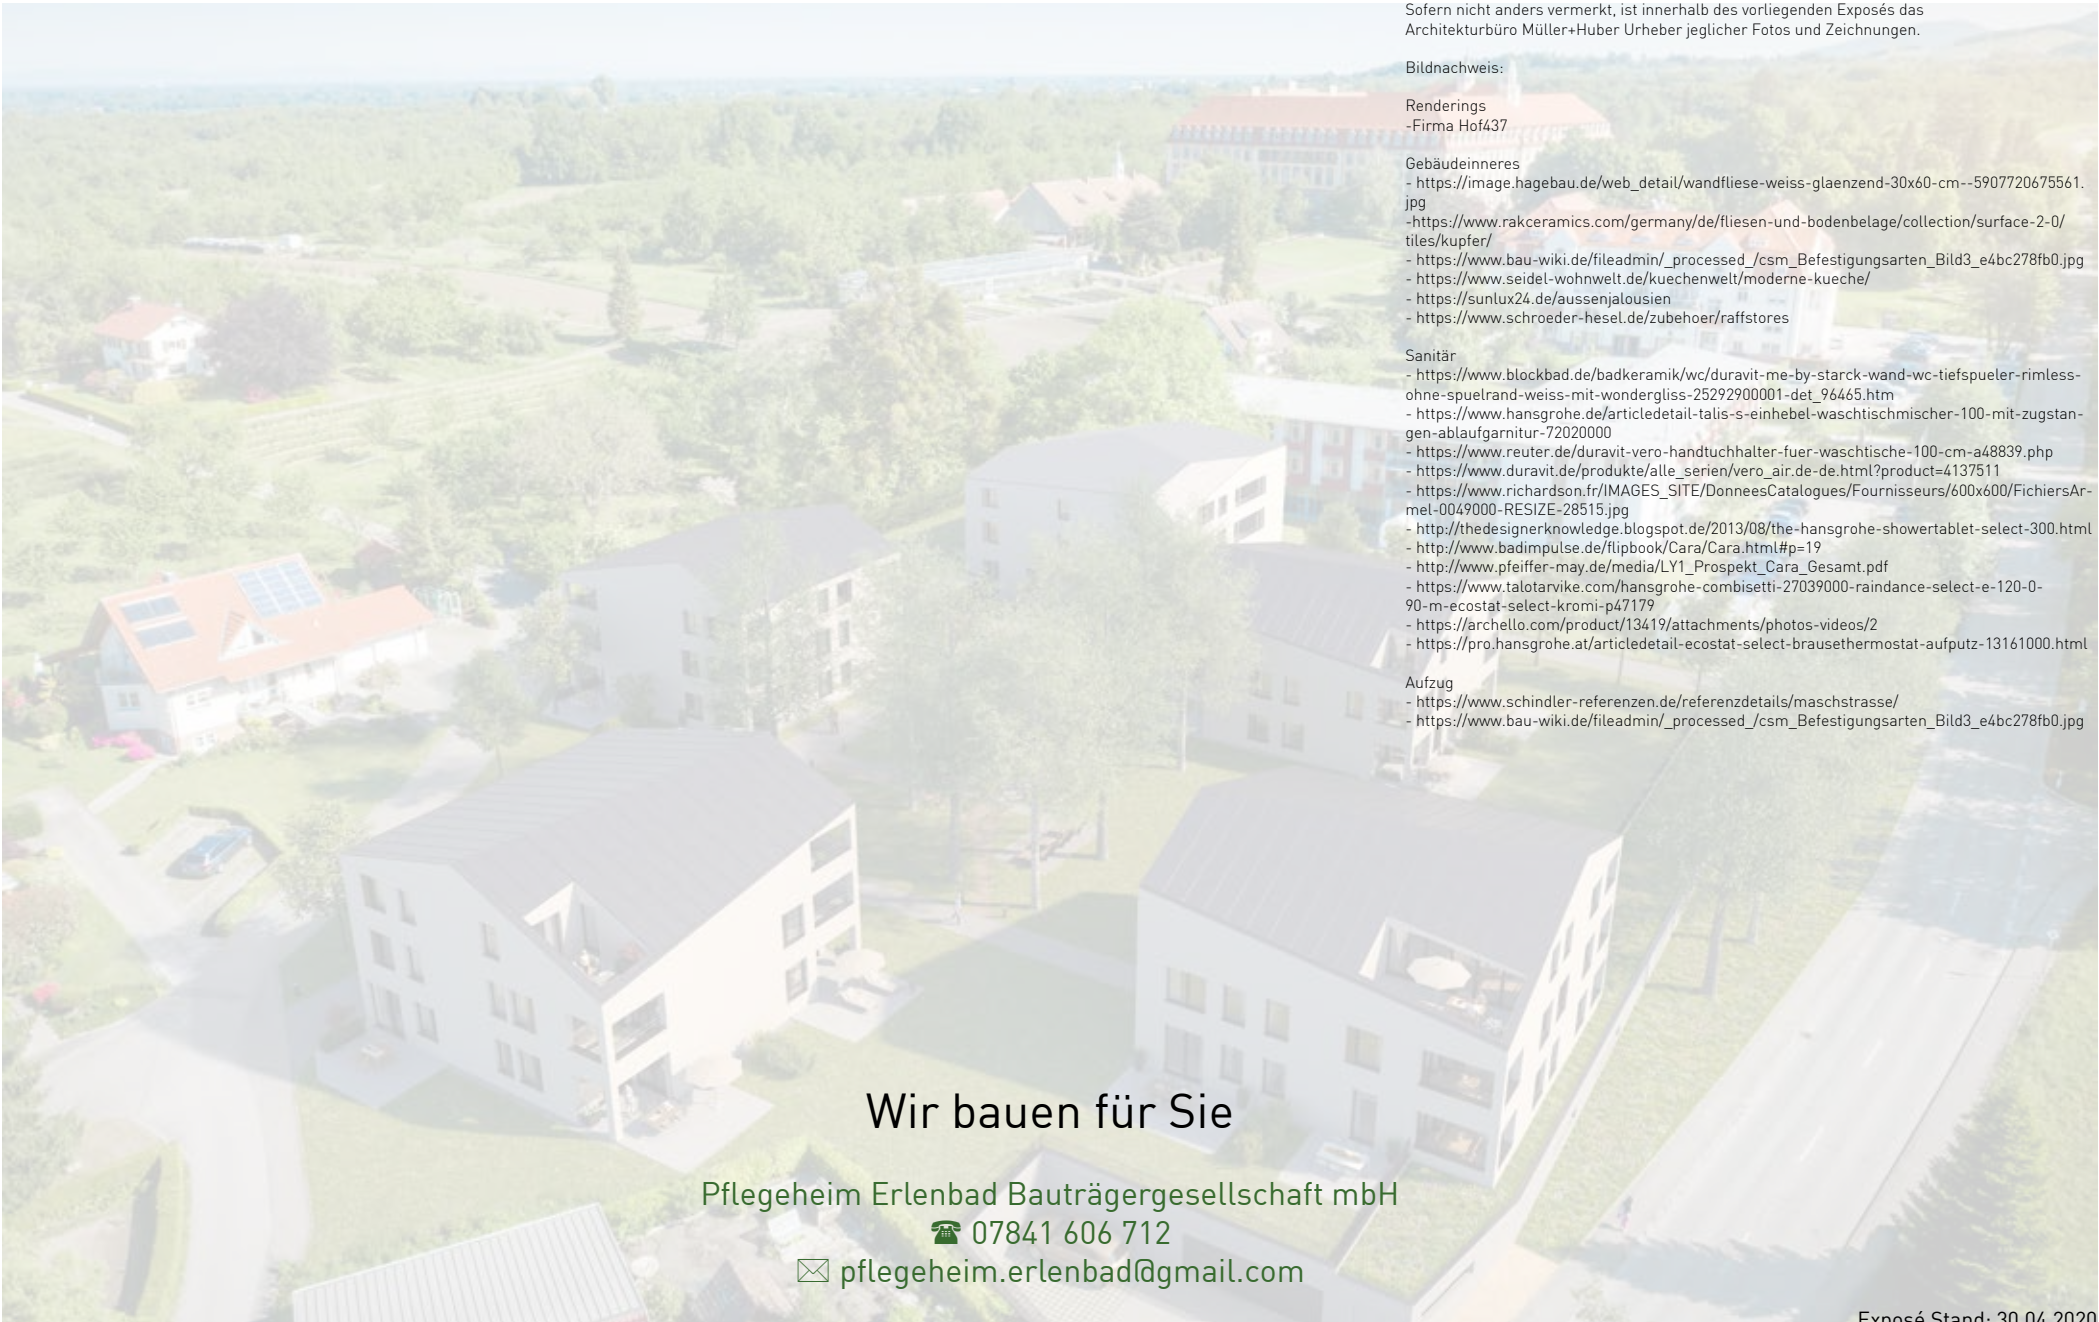 Sofern nicht anders vermerkt, ist innerhalb des vorliegenden Exposés das
Architekturbüro Müller+Huber Urheber jeglicher Fotos und Zeichnungen.
Bildnachweis:
Renderings
-Firma Hof437
Gebäudeinneres
- https://image.hagebau.de/web_detail/wandfliese-weiss-glaenzend-30x60-cm--5907720675561.
jpg
-https://www.rakceramics.com/germany/de/fliesen-und-bodenbelage/collection/surface-2-0/
tiles/kupfer/
- https://www.bau-wiki.de/fileadmin/_processed_/csm_Befestigungsarten_Bild3_e4bc278fb0.jpg
- https://www.seidel-wohnwelt.de/kuechenwelt/moderne-kueche/
- https://sunlux24.de/aussenjalousien
- https://www.schroeder-hesel.de/zubehoer/raffstores
Sanitär
- https://www.blockbad.de/badkeramik/wc/duravit-me-by-starck-wand-wc-tiefspueler-rimless-
ohne-spuelrand-weiss-mit-wondergliss-25292900001-det_96465.htm
- https://www.hansgrohe.de/articledetail-talis-s-einhebel-waschtischmischer-100-mit-zugstan-
gen-ablaufgarnitur-72020000
- https://www.reuter.de/duravit-vero-handtuchhalter-fuer-waschtische-100-cm-a48839.php
- https://www.duravit.de/produkte/alle_serien/vero_air.de-de.html?product=4137511
- https://www.richardson.fr/IMAGES_SITE/DonneesCatalogues/Fournisseurs/600x600/FichiersAr-
mel-0049000-RESIZE-28515.jpg
- http://thedesignerknowledge.blogspot.de/2013/08/the-hansgrohe-showertablet-select-300.html
- http://www.badimpulse.de/flipbook/Cara/Cara.html#p=19
- http://www.pfeiffer-may.de/media/LY1_Prospekt_Cara_Gesamt.pdf
- https://www.talotarvike.com/hansgrohe-combisetti-27039000-raindance-select-e-120-0-
90-m-ecostat-select-kromi-p47179
- https://archello.com/product/13419/attachments/photos-videos/2
- https://pro.hansgrohe.at/articledetail-ecostat-select-brausethermostat-aufputz-13161000.html
Aufzug
- https://www.schindler-referenzen.de/referenzdetails/maschstrasse/
- https://www.bau-wiki.de/fileadmin/_processed_/csm_Befestigungsarten_Bild3_e4bc278fb0.jpg
Wir bauen für Sie
Pflegeheim Erlenbad Bauträgergesellschaft mbH
☎ 07841 606 712
✉ pflegeheim.erlenbad@gmail.com
Exposé Stand: 30.04.2020